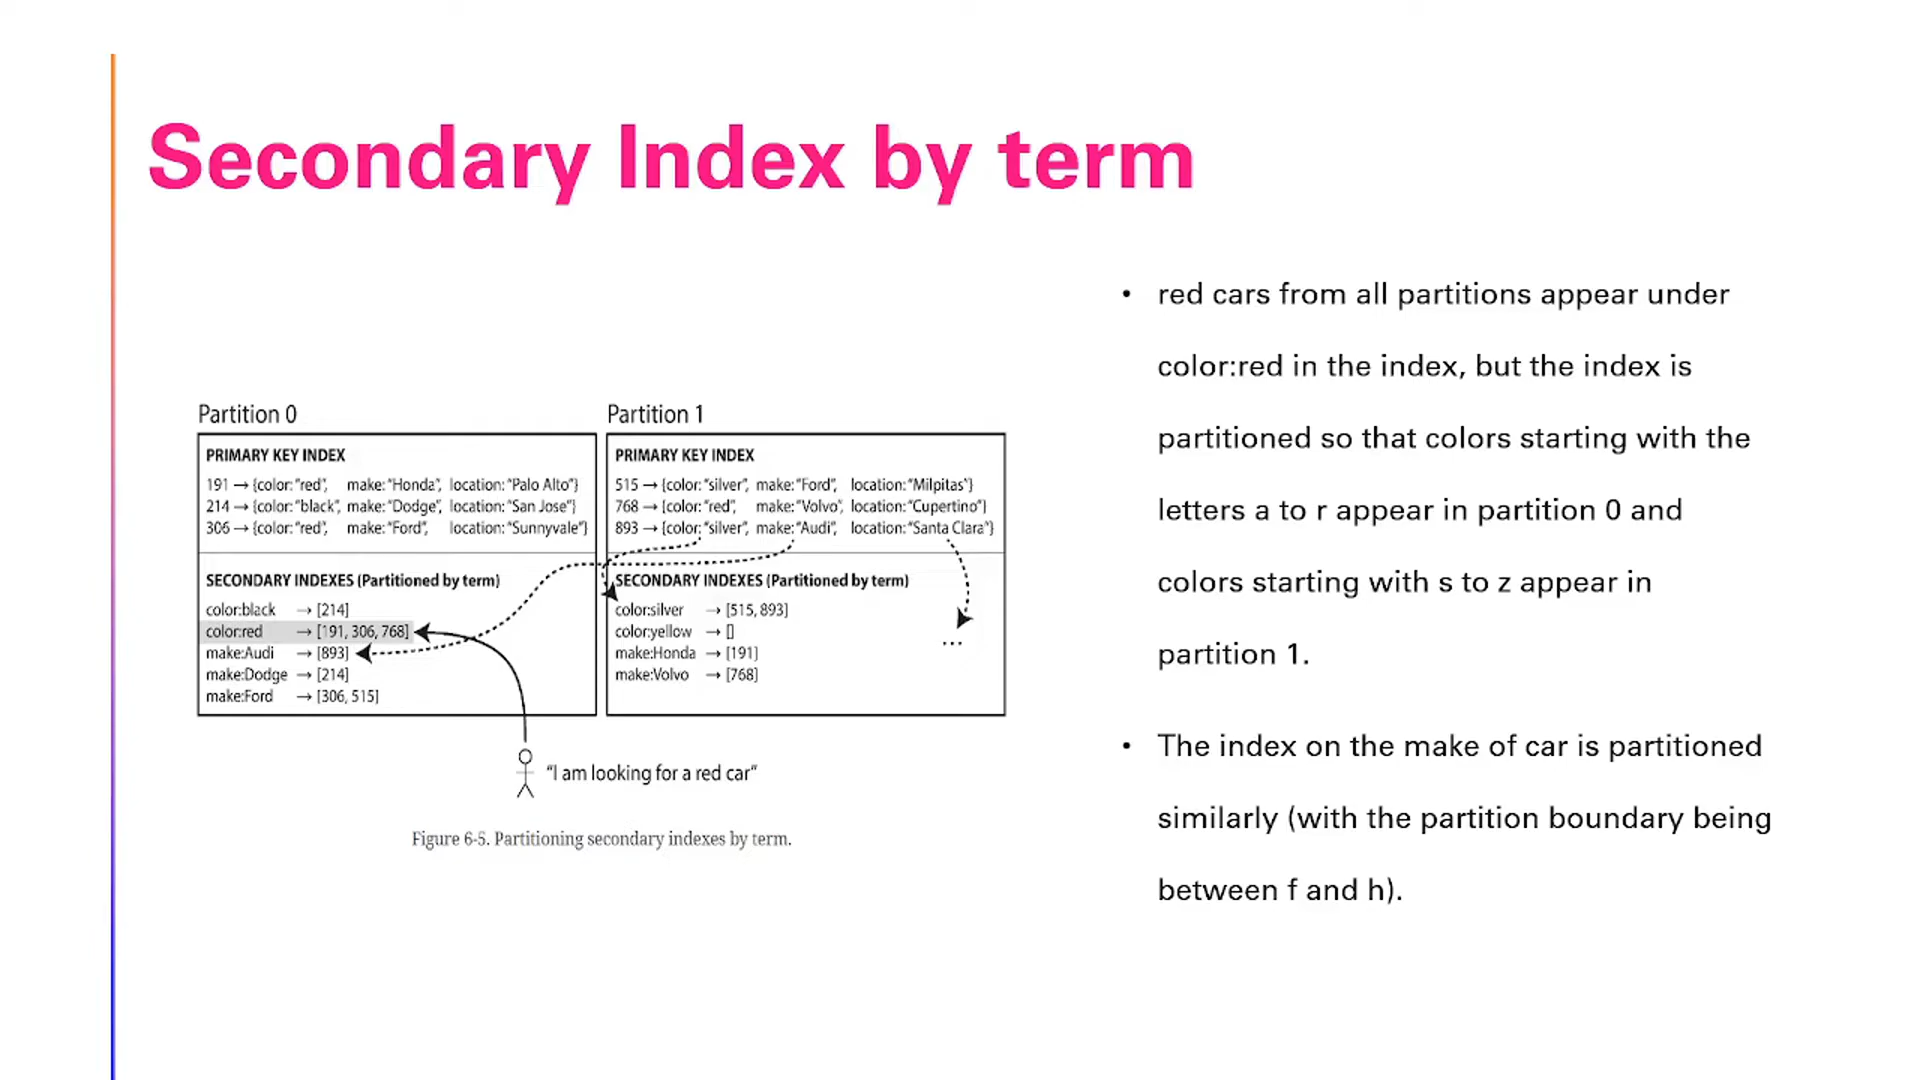 Secondary Index by term
Partition 0
PRIMARY KEY INDEX
191 → {color: “red”, make: “Honda”, location: “Palo Alto”}
214 → {color: “black”, make: “Dodge”, location: “San Jose”}
306 → {color: “red”, make: “Ford”, location: “Sunnyvale”}
SECONDARY INDEXES (Partitioned by term)
color:black → [214]
color:red → [191, 306, 768]
make:Audi → [893]
make:Dodge → [214]
make:Ford → [306, 515]
Partition 1
PRIMARY KEY INDEX
515 → {color: “silver”, make: “Ford”, location: “Milpitas”}
768 → {color: “red”, make: “Volvo”, location: “Cupertino”}
893 → {color: “silver”, make: “Audi”, location: “Santa Clara”}
SECONDARY INDEXES (Partitioned by term)
color:silver → [515, 893]
color:yellow → []
make:Honda → [191]
make:Volvo → [768]
...
“I am looking for a red car”
Figure 6-5. Partitioning secondary indexes by term.
• red cars from all partitions appear under
color:red in the index, but the index is
partitioned so that colors starting with the
letters a to r appear in partition 0 and
colors starting with s to z appear in
partition 1.
• The index on the make of car is partitioned
similarly (with the partition boundary being
between f and h).